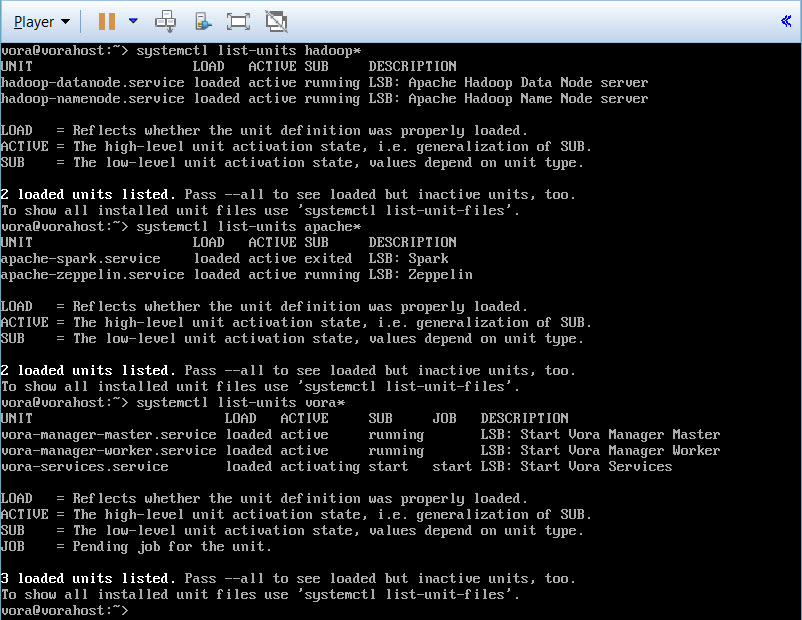 Player
vora@vorahost:~> systemctl list-units hadoop*
UNIT                    LOAD   ACTIVE SUB     DESCRIPTION
hadoop-datanode.service loaded active running LSB: Apache Hadoop Data Node server
hadoop-namenode.service loaded active running LSB: Apache Hadoop Name Node server
LOAD   = Reflects whether the unit definition was properly loaded.
ACTIVE = The high-level unit activation state, i.e. generalization of SUB.
SUB    = The low-level unit activation state, values depend on unit type.
2 loaded units listed. Pass --all to see loaded but inactive units, too.
To show all installed unit files use 'systemctl list-unit-files'.
vora@vorahost:~> systemctl list-units apache*
UNIT                    LOAD   ACTIVE SUB     DESCRIPTION
apache-spark.service    loaded active exited  LSB: Spark
apache-zeppelin.service loaded active running LSB: Zeppelin
LOAD   = Reflects whether the unit definition was properly loaded.
ACTIVE = The high-level unit activation state, i.e. generalization of SUB.
SUB    = The low-level unit activation state, values depend on unit type.
2 loaded units listed. Pass --all to see loaded but inactive units, too.
To show all installed unit files use 'systemctl list-unit-files'.
vora@vorahost:~> systemctl list-units vora*
UNIT                        LOAD   ACTIVE     SUB     JOB   DESCRIPTION
vora-manager-master.service loaded active     running       LSB: Start Vora Manager Master
vora-manager-worker.service loaded active     running       LSB: Start Vora Manager Worker
vora-services.service       loaded activating start   start LSB: Start Vora Services
LOAD   = Reflects whether the unit definition was properly loaded.
ACTIVE = The high-level unit activation state, i.e. generalization of SUB.
SUB    = The low-level unit activation state, values depend on unit type.
JOB    = Pending job for the unit.
3 loaded units listed. Pass --all to see loaded but inactive units, too.
To show all installed unit files use 'systemctl list-unit-files'.
vora@vorahost:~>